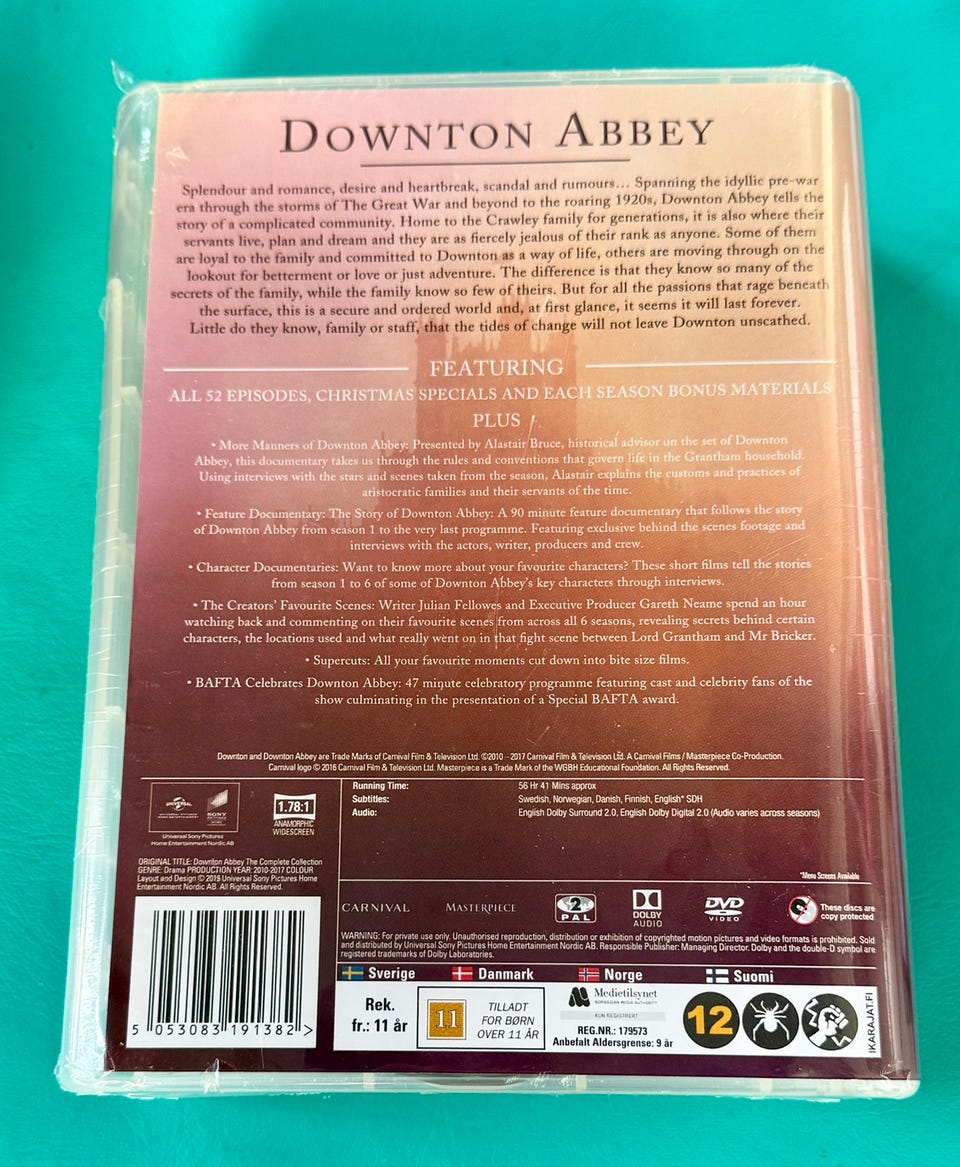 DOWNTON ABBEY
Splendour and romance, desire and heartbreak, scandal and rumours... Spanning the idyllic pre-war
era through the storms of The Great War and beyond to the roaring 1920s, Downton Abbey tells the
story of a complicated community. Home to the Crawley family for generations, it is also where their
servants live, plan and dream and they are as fiercely jealous of their rank as anyone. Some of them
are loyal to the family and committed to Downton as a way of life, others are moving through on the
lookout for betterment or love or just adventure. The difference is that they know so many of the
secrets of the family, while the family know so few of theirs. But for all the passions that rage beneath
the surface, this is a secure and ordered world and, at first glance, it seems it will last forever.
Little do they know, family or staff, that the tides of change will not leave Downton unscathed.
FEATURING
ALL 52 EPISODES, CHRISTMAS SPECIALS AND EACH SEASON BONUS MATERIALS
PLUS
• More Manners of Downton Abbey: Presented by Alastair Bruce, historical advisor on the set of Downton
Abbey, this documentary takes us through the rules and conventions that govern life in the Grantham household.
Using interviews with the stars and scenes taken from the season, Alastair explains the customs and practices of
aristocratic families and their servants of the time.
• Feature Documentary: The Story of Downton Abbey: A 90 minute feature documentary that follows the story
of Downton Abbey from season 1 to the very last programme. Featuring exclusive behind the scenes footage and
interviews with the actors, writer, producers and crew.
• Character Documentaries: Want to know more about your favourite characters? These short films tell the stories
from season 1 to 6 of some of Downton Abbey's key characters through interviews.
• The Creators' Favourite Scenes: Writer Julian Fellowes and Executive Producer Gareth Neame spend an hour
watching back and commenting on their favourite scenes from across all 6 seasons, revealing secrets behind certain
characters, the locations used and what really went on in that fight scene between Lord Grantham and Mr Bricker.
• Supercuts: All your favourite moments cut down into bite size films.
• BAFTA Celebrates Downton Abbey: 47 minute celebratory programme featuring cast and celebrity fans of the
show culminating in the presentation of a Special BAFTA award.
Downton and Downton Abbey are Trade Marks of Carnival Film & Television Ltd. ©2010 - 2017 Carnival Film & Television Ltd. A Carnival Films / Masterpiece Co-Production.
Carnival logo © 2016 Carnival Film & Television Ltd. Masterpiece is a Trade Mark of the WGBH Educational Foundation. All Rights Reserved.
UNIVERSAL
SONY
PICTURES
Universal Sony Pictures
Home Entertainment Nordic AB
1.78:1
ANAMORPHIC
WIDESCREEN
Running Time: 56 Hr 41 Mins approx
Subtitles: Swedish, Norwegian, Danish, Finnish, English* SDH
Audio: English Dolby Surround 2.0, English Dolby Digital 2.0 (Audio varies across seasons)
*Menu Screens Available
ORIGINAL TITLE: Downton Abbey The Complete Collection
GENRE: Drama PRODUCTION YEAR: 2010-2017 COLOUR
Layout and Design © 2019 Universal Sony Pictures Home
Entertainment Nordic AB. All Rights Reserved.
CARNIVAL
MASTERPIECE
2
PAL
DOLBY
AUDIO
DVD
VIDEO
These discs are
copy protected
WARNING: For private use only. Unauthorised reproduction, distribution or exhibition of copyrighted motion pictures and video formats is prohibited. Sold
and distributed by Universal Sony Pictures Home Entertainment Nordic AB. Responsible Publisher: Managing Director. Dolby and the double-D symbol are
registered trademarks of Dolby Laboratories.
Sverige
Danmark
Norge
Suomi
Rek.
fr.: 11 år
11
TILLADT
FOR BØRN
OVER 11 ÅR
Medietilsynet
NORWEGIAN MEDIA AUTHORITY
KUN REGISTRERT
REG.NR.: 179573
Anbefalt Aldersgrense: 9 år
12
IKARAJAT.FI
5 053083 191382 >